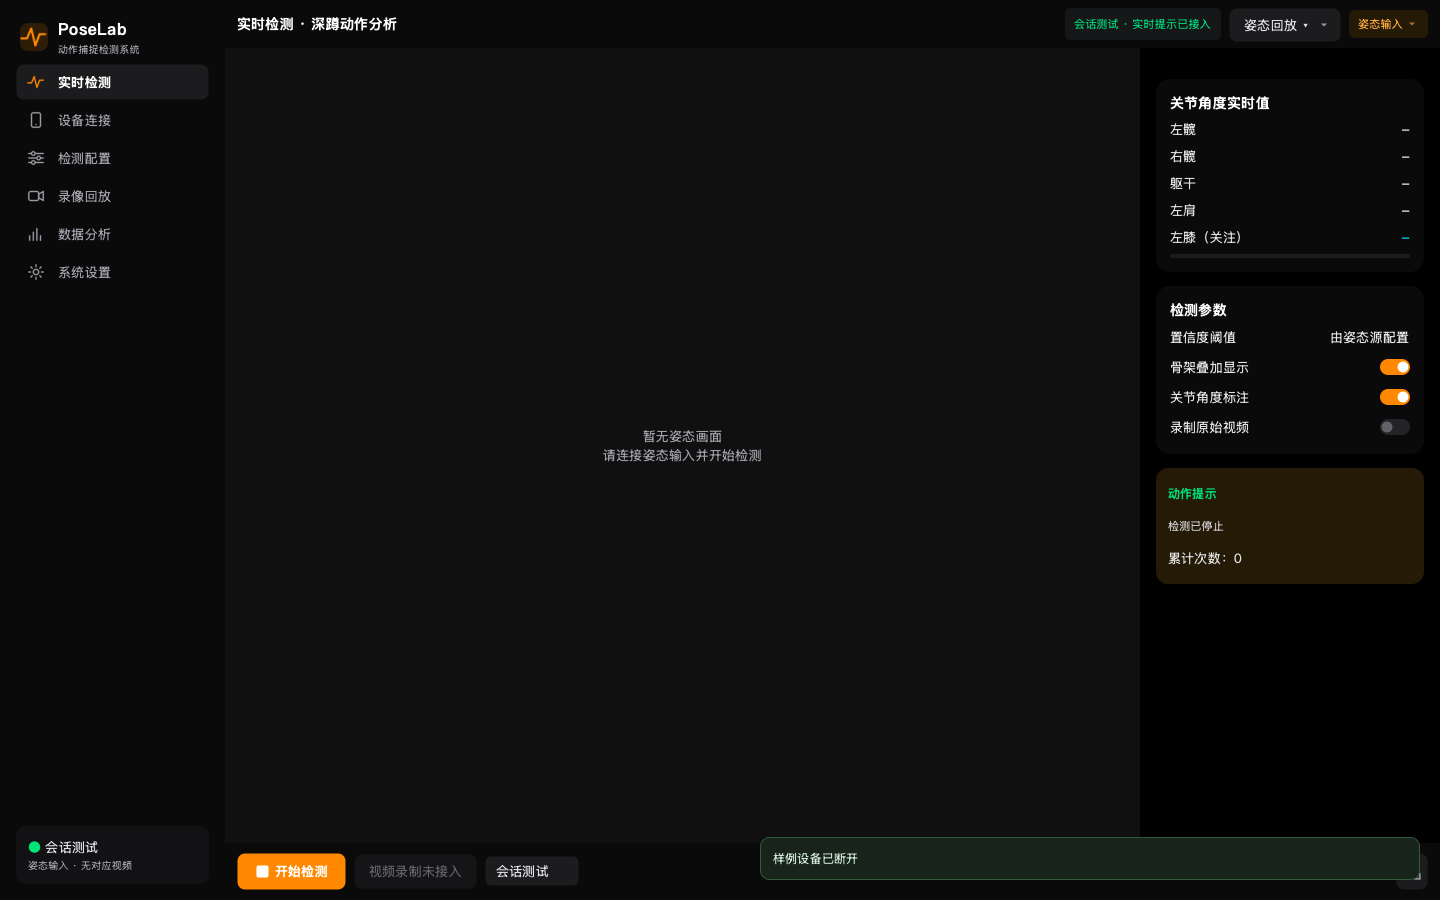 PoseLab
动作捕捉检测系统
实时检测
设备连接
检测配置
录像回放
数据分析
系统设置
会话测试
姿态输入 · 无对应视频
实时检测 · 深蹲动作分析
会话测试 · 实时提示已接入
姿态回放
姿态输入
暂无姿态画面
请连接姿态输入并开始检测
关节角度实时值
左髋 –
右髋 –
躯干 –
左肩 –
左膝（关注） –
检测参数
置信度阈值 由姿态源配置
骨架叠加显示
关节角度标注
录制原始视频
动作提示
检测已停止
累计次数：0
开始检测
视频录制未接入
会话测试
样例设备已断开